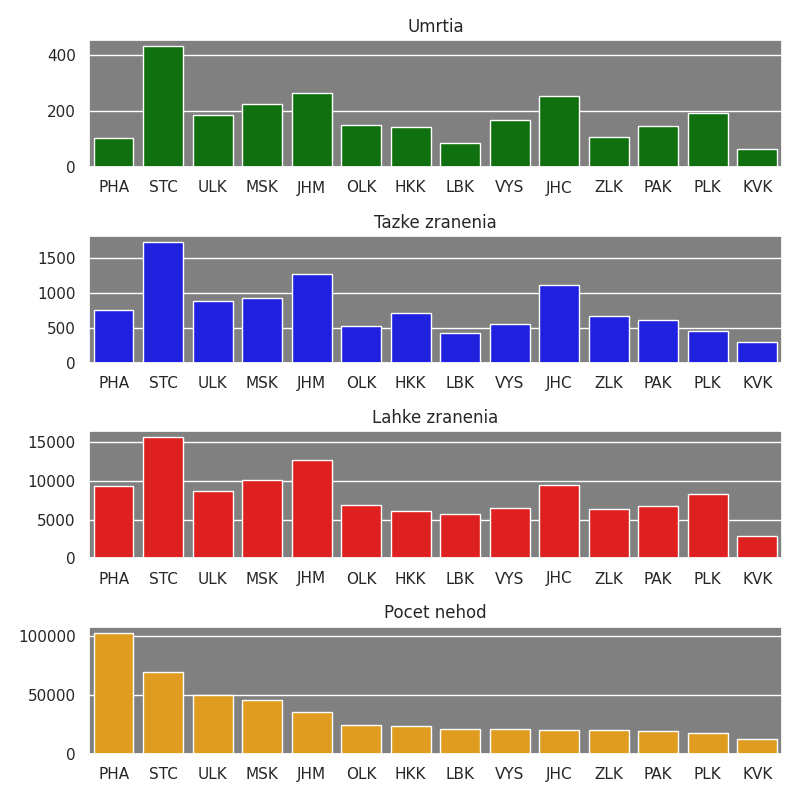 Umrtia
400
200
0
PHA STC ULK MSK JHM OLK HKK LBK VYS JHC ZLK PAK PLK KVK
Tazke zranenia
1500
1000
500
0
PHA STC ULK MSK JHM OLK HKK LBK VYS JHC ZLK PAK PLK KVK
Lahke zranenia
15000
10000
5000
0
PHA STC ULK MSK JHM OLK HKK LBK VYS JHC ZLK PAK PLK KVK
Pocet nehod
100000
50000
0
PHA STC ULK MSK JHM OLK HKK LBK VYS JHC ZLK PAK PLK KVK